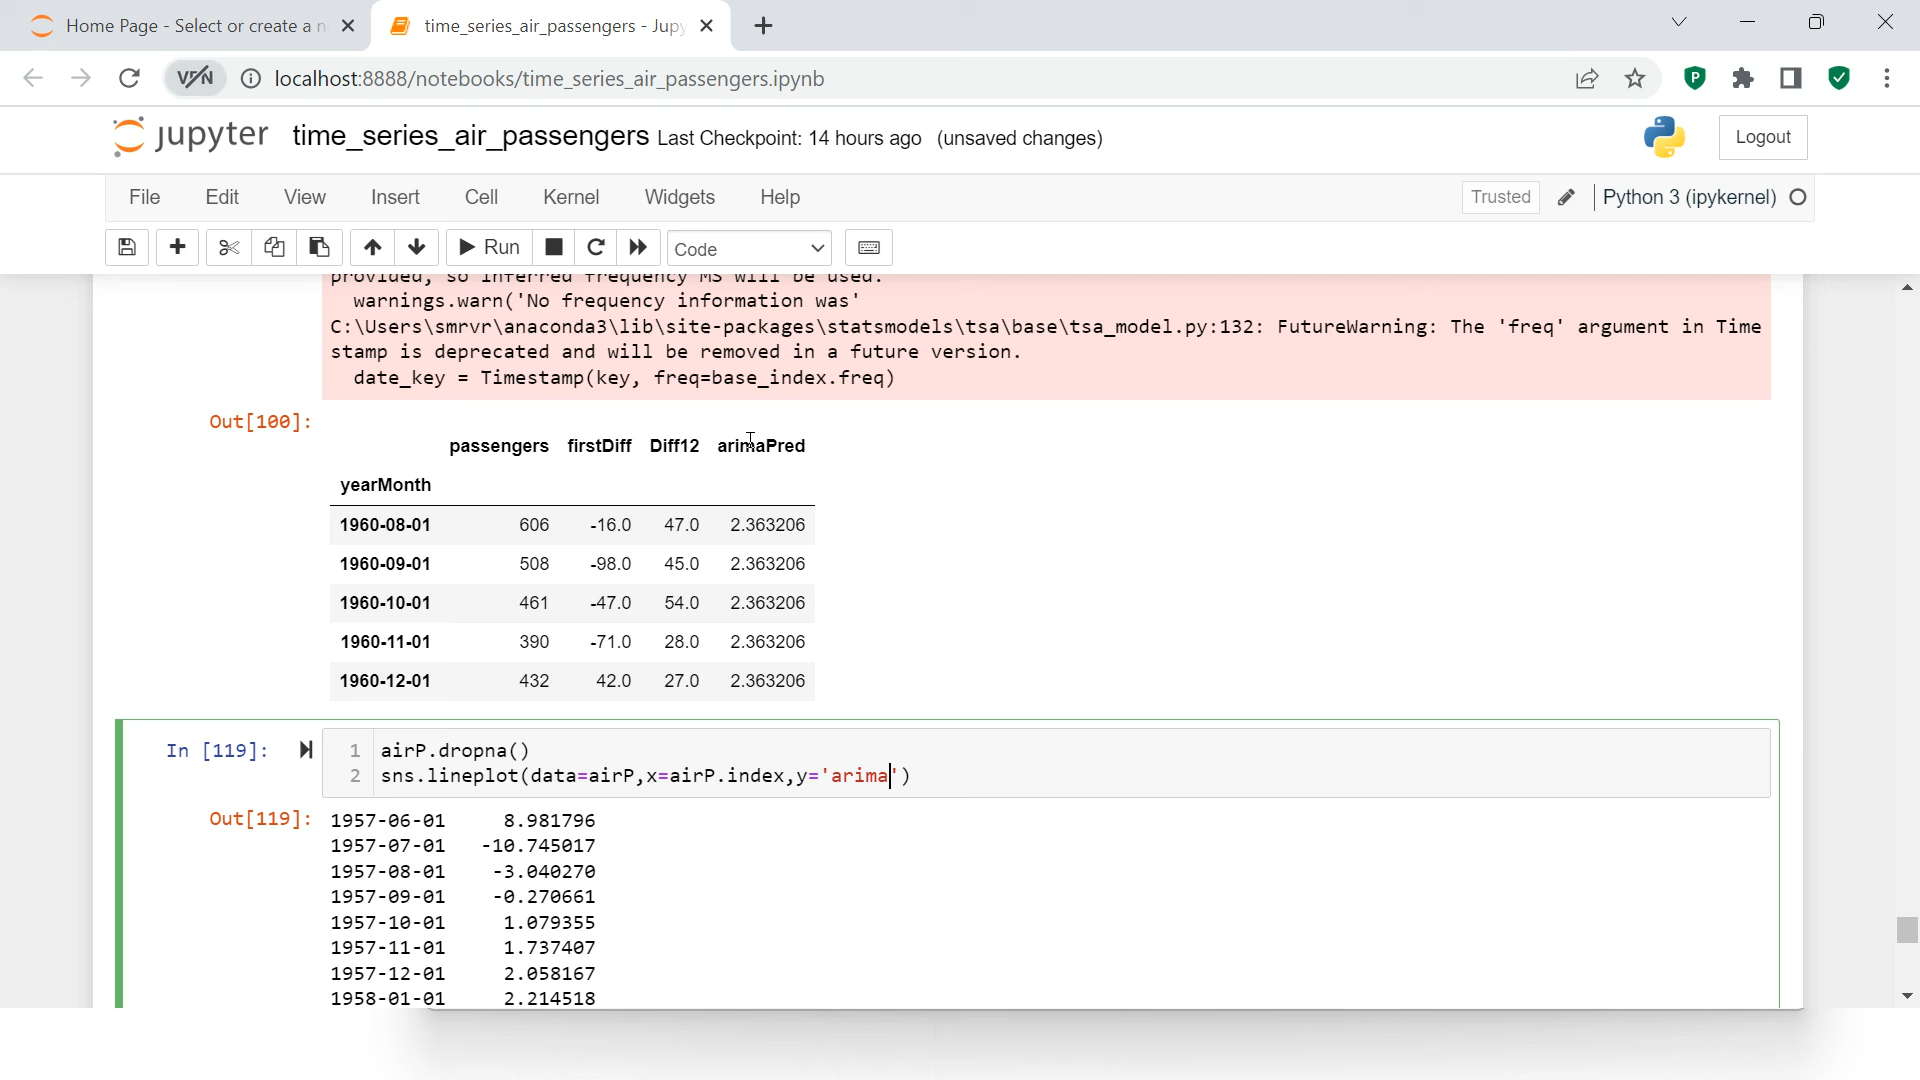 Home Page - Select or create a n
time_series_air_passengers - Jupy
VPN
localhost:8888/notebooks/time_series_air_passengers.ipynb
jupyter time_series_air_passengers Last Checkpoint: 14 hours ago (unsaved changes)
Logout
File Edit View Insert Cell Kernel Widgets Help
Trusted Python 3 (ipykernel)
Run Code
provided, so inferred frequency MS will be used.
warnings.warn('No frequency information was'
C:\Users\smrvr\anaconda3\lib\site-packages\statsmodels\tsa\base\tsa_model.py:132: FutureWarning: The 'freq' argument in Time
stamp is deprecated and will be removed in a future version.
date_key = Timestamp(key, freq=base_index.freq)
Out[100]:
passengers firstDiff Diff12 arimaPred
yearMonth
1960-08-01 606 -16.0 47.0 2.363206
1960-09-01 508 -98.0 45.0 2.363206
1960-10-01 461 -47.0 54.0 2.363206
1960-11-01 390 -71.0 28.0 2.363206
1960-12-01 432 42.0 27.0 2.363206
In [119]: 1 airP.dropna()
2 sns.lineplot(data=airP,x=airP.index,y='arima')
Out[119]: 1957-06-01 8.981796
1957-07-01 -10.745017
1957-08-01 -3.040270
1957-09-01 -0.270661
1957-10-01 1.079355
1957-11-01 1.737407
1957-12-01 2.058167
1958-01-01 2.214518